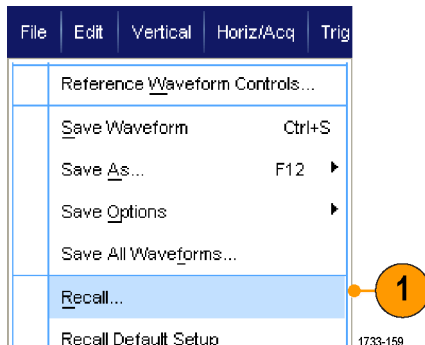 File Edit Vertical Horiz/Acq Trig
Reference Waveform Controls...
Save Waveform Ctrl+S
Save As... F12
Save Options
Save All Waveforms...
Recall... 1
Recall Default Setup
1733-159